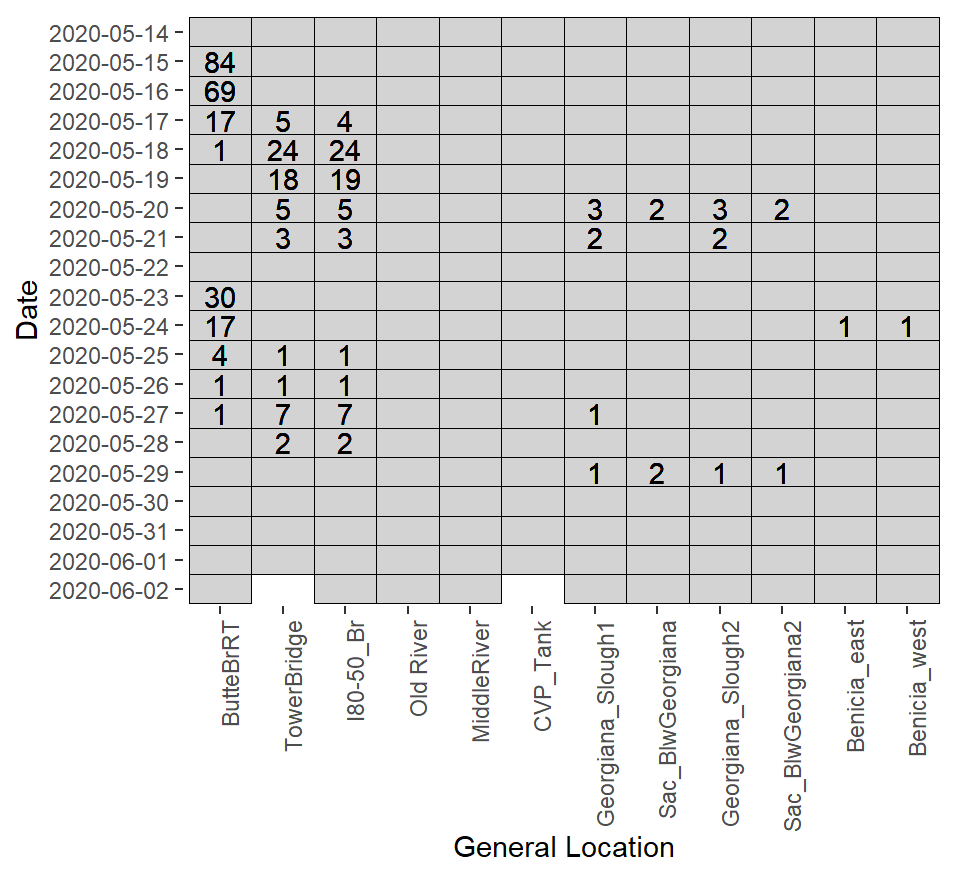 2020-05-14
2020-05-15 84
2020-05-16 69
2020-05-17 17 5 4
2020-05-18 1 24 24
2020-05-19 18 19
2020-05-20 5 5 3 2 3 2
2020-05-21 3 3 2 2
2020-05-22
2020-05-23 30
2020-05-24 17 1 1
2020-05-25 4 1 1
2020-05-26 1 1 1
2020-05-27 1 7 7 1
2020-05-28 2 2
2020-05-29 1 2 1 1
2020-05-30
2020-05-31
2020-06-01
2020-06-02
Date
ButteBrRT
TowerBridge
I80-50_Br
Old River
MiddleRiver
CVP_Tank
Georgiana_Slough1
Sac_BlwGeorgiana
Georgiana_Slough2
Sac_BlwGeorgiana2
Benicia_east
Benicia_west
General Location